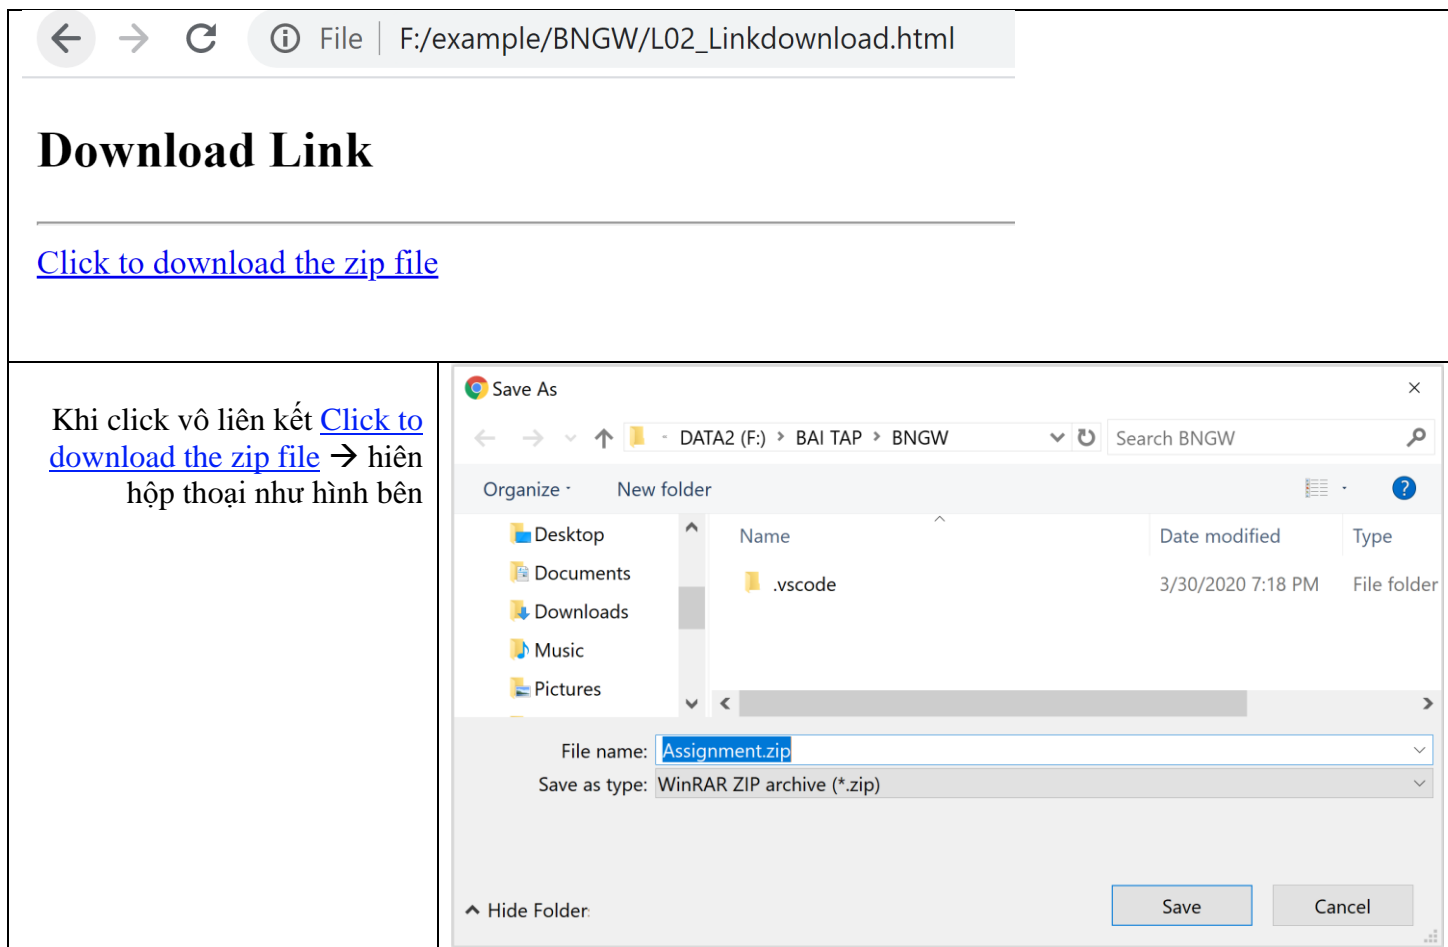 File | F:/example/BNGW/L02_Linkdownload.html
Download Link
Click to download the zip file
Khi click vô liên kết Click to
download the zip file → hiên
hộp thoại như hình bên
Save As
DATA2 (F:) > BAI TAP > BNGW
Search BNGW
Organize
New folder
?
Name
Date modified
Type
Desktop
Documents
Downloads
Music
Pictures
.vscode
3/30/2020 7:18 PM
File folder
File name: Assignment.zip
Save as type: WinRAR ZIP archive (*.zip)
Hide Folder
Save
Cancel